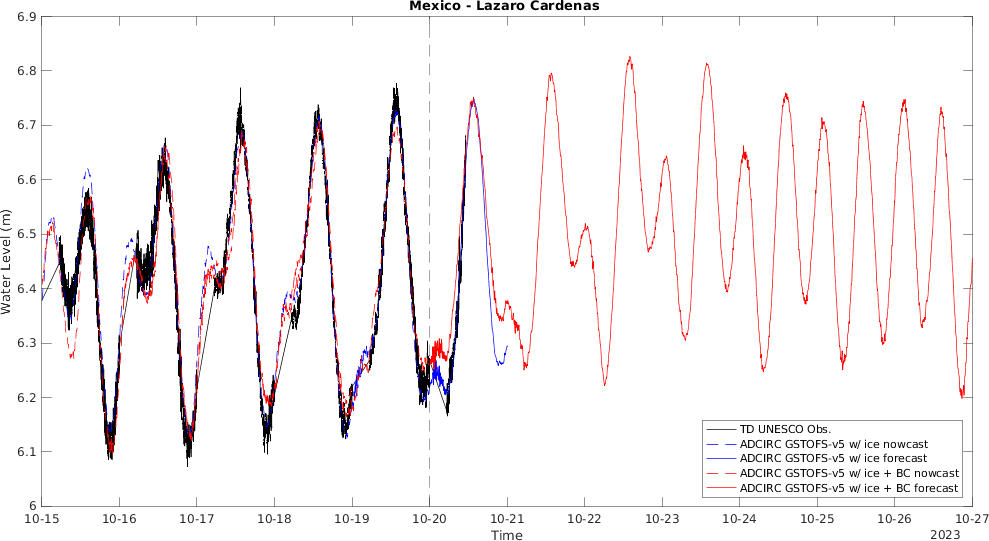 Mexico - Lazaro Cardenas
6.9
6.8
6.7
6.6
6.5
6.4
6.3
6.2
6.1
6
Water Level (m)
TD UNESCO Obs.
ADCIRC GSTOFS-v5 w/ ice nowcast
ADCIRC GSTOFS-v5 w/ ice forecast
ADCIRC GSTOFS-v5 w/ ice + BC nowcast
ADCIRC GSTOFS-v5 w/ ice + BC forecast
10-15 10-16 10-17 10-18 10-19 10-20 10-21 10-22 10-23 10-24 10-25 10-26 10-27
Time
2023